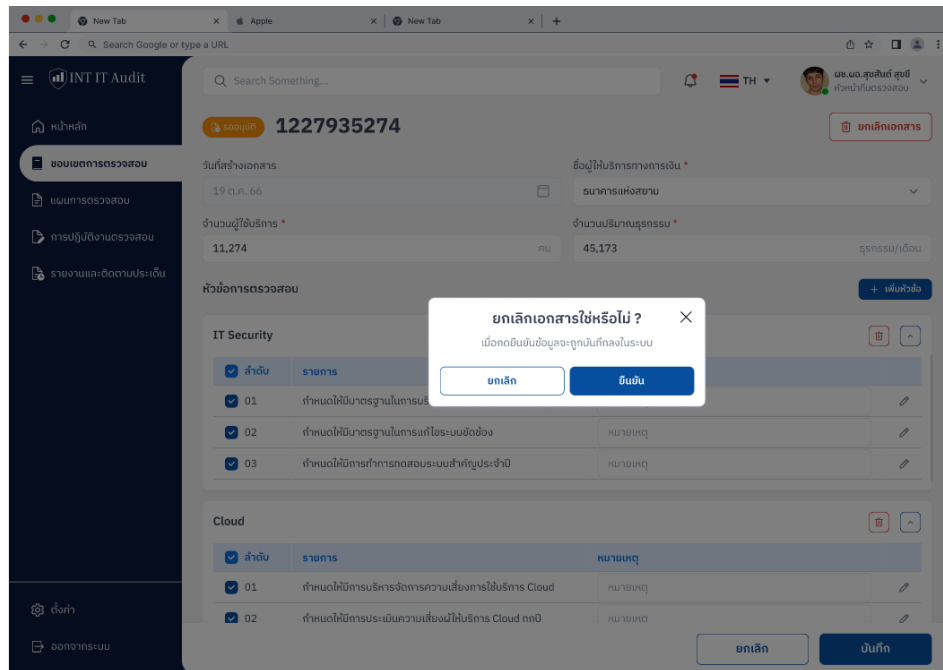 New Tab
Apple
New Tab
Search Google or type a URL
INT IT Audit
Search Something...
TH
ผช.ผอ.สุขสันต์ สุขขี
หัวหน้าทีมตรวจสอบ
หน้าหลัก
ขอบเขตการตรวจสอบ
แผนการตรวจสอบ
การปฏิบัติงานตรวจสอบ
รายงานและติดตามประเด็น
ตั้งค่า
ออกจากระบบ
รออนุมัติ 1227935274
ยกเลิกเอกสาร
วันที่สร้างเอกสาร
ชื่อผู้ให้บริการทางการเงิน *
19 ต.ค. 66
ธนาคารแห่งสยาม
จำนวนผู้ใช้บริการ *
จำนวนปริมาณธุรกรรม *
11,274 คน
45,173 ธุรกรรม/เดือน
หัวข้อการตรวจสอบ
+ เพิ่มหัวข้อ
ยกเลิกเอกสารใช่หรือไม่ ?
เมื่อกดยืนยันข้อมูลจะถูกบันทึกลงในระบบ
ยกเลิก
ยืนยัน
IT Security
ลำดับ รายการ
01 กำหนดให้มีมาตรฐานในการ
02 กำหนดให้มีมาตรฐานในการแก้ไขระบบขัดข้อง หมายเหตุ
03 กำหนดให้มีการทำการทดสอบระบบสำคัญประจำปี หมายเหตุ
Cloud
ลำดับ รายการ หมายเหตุ
01 กำหนดให้มีการบริหารจัดการความเสี่ยงการใช้บริการ Cloud หมายเหตุ
02 กำหนดให้มีการประเมินความเสี่ยงผู้ให้บริการ Cloud ทุกปี หมายเหตุ
ยกเลิก
บันทึก